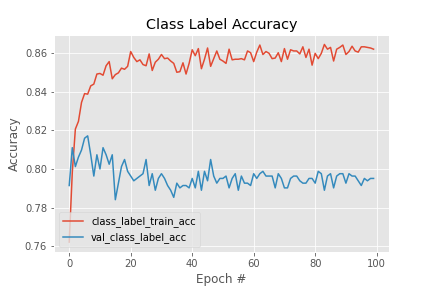 Class Label Accuracy
0.86
0.84
0.82
0.80
0.78
0.76
Accuracy
class_label_train_acc
val_class_label_acc
0 20 40 60 80 100
Epoch #